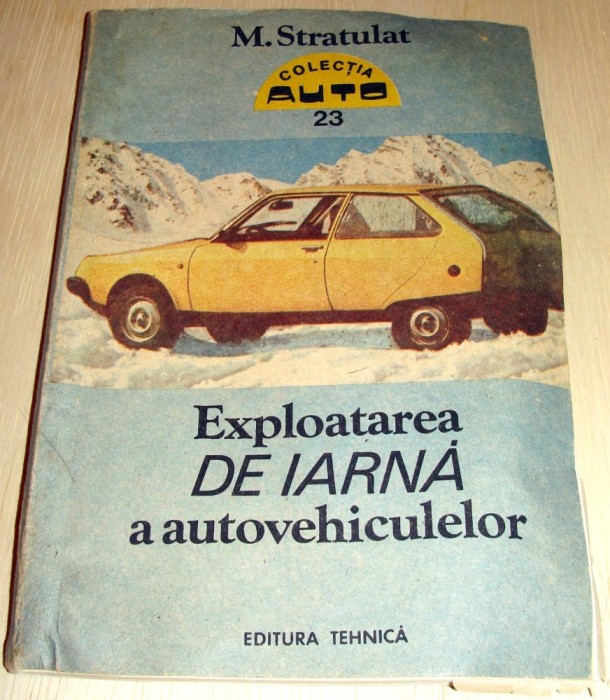 M. Stratulat
COLECȚIA
AUTO
23
Exploatarea
DE IARNĂ
a autovehiculelor
EDITURA TEHNICĂ